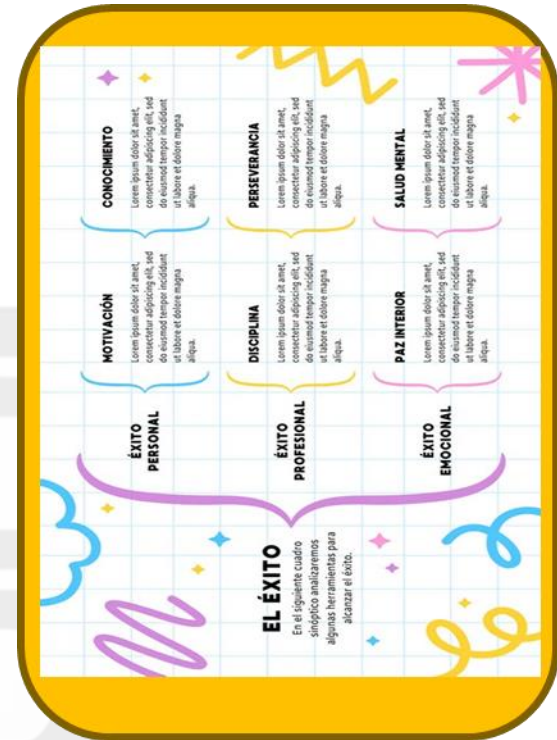 EL ÉXITO
En el siguiente cuadro
sinóptico analizaremos
algunas herramientas para
alcanzar el éxito.
ÉXITO
PERSONAL
MOTIVACIÓN
Lorem ipsum dolor sit amet,
consectetur adipiscing elit, sed
do eiusmod tempor incididunt
ut labore et dolore magna
aliqua.
CONOCIMIENTO
Lorem ipsum dolor sit amet,
consectetur adipiscing elit, sed
do eiusmod tempor incididunt
ut labore et dolore magna
aliqua.
ÉXITO
PROFESIONAL
DISCIPLINA
Lorem ipsum dolor sit amet,
consectetur adipiscing elit, sed
do eiusmod tempor incididunt
ut labore et dolore magna
aliqua.
PERSEVERANCIA
Lorem ipsum dolor sit amet,
consectetur adipiscing elit, sed
do eiusmod tempor incididunt
ut labore et dolore magna
aliqua.
ÉXITO
EMOCIONAL
PAZ INTERIOR
Lorem ipsum dolor sit amet,
consectetur adipiscing elit, sed
do eiusmod tempor incididunt
ut labore et dolore magna
aliqua.
SALUD MENTAL
Lorem ipsum dolor sit amet,
consectetur adipiscing elit, sed
do eiusmod tempor incididunt
ut labore et dolore magna
aliqua.